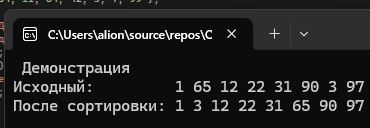 C:\Users\alion\source\repos\C
Демонстрация
Исходный: 1 65 12 22 31 90 3 97
После сортировки: 1 3 12 22 31 65 90 97